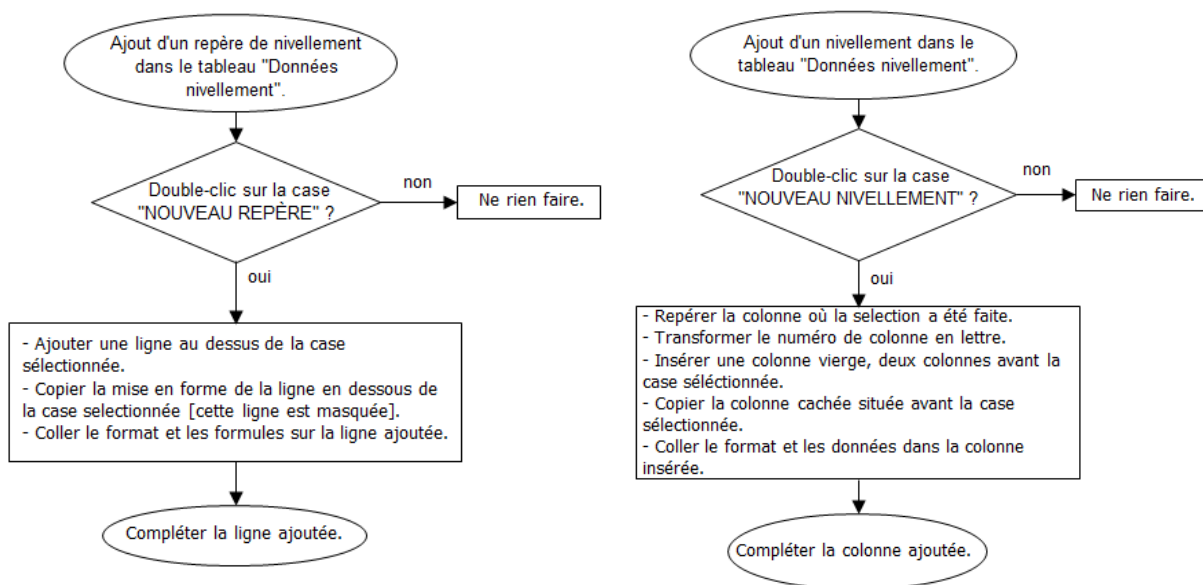 Ajout d'un repère de nivellement
dans le tableau "Données
nivellement".
Double-clic sur la case
"NOUVEAU REPÈRE" ?
non
Ne rien faire.
oui
- Ajouter une ligne au dessus de la case
sélectionnée.
- Copier la mise en forme de la ligne en dessous de
la case selectionnée [cette ligne est masquée].
- Coller le format et les formules sur la ligne ajoutée.
Compléter la ligne ajoutée.
Ajout d'un nivellement dans le
tableau "Données nivellement".
Double-clic sur la case
"NOUVEAU NIVELLEMENT" ?
non
Ne rien faire.
oui
- Repérer la colonne où la selection a été faite.
- Transformer le numéro de colonne en lettre.
- Insérer une colonne vierge, deux colonnes avant la
case séléctionnée.
- Copier la colonne cachée située avant la case
sélectionnée.
- Coller le format et les données dans la colonne
insérée.
Compléter la colonne ajoutée.